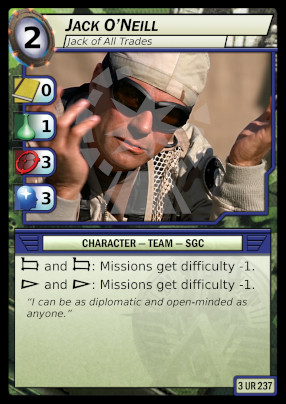 2
JACK O'NEILL
Jack of All Trades
0
1
3
3
CHARACTER – TEAM – SGC
and : Missions get difficulty -1.
and : Missions get difficulty -1.
“I can be as diplomatic and open-minded as
anyone.”
3 UR 237